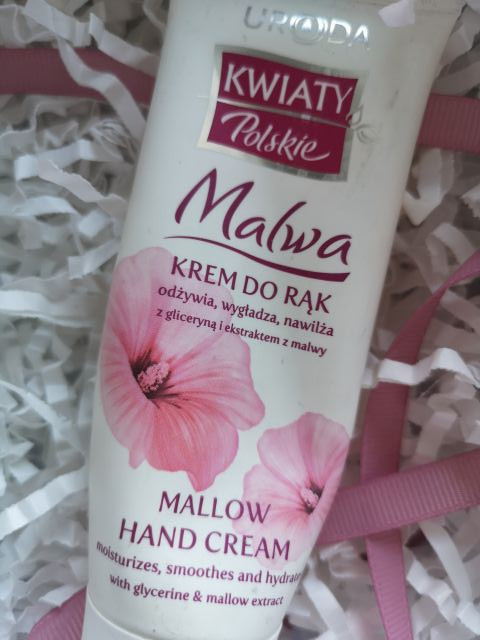 URODA
KWIATY
Polskie
Malwa
KREM DO RĄK
odżywia, wygładza, nawilża
z gliceryną i ekstraktem z malwy
MALLOW
HAND CREAM
moisturizes, smoothes and hydrate
with glycerine & mallow extract